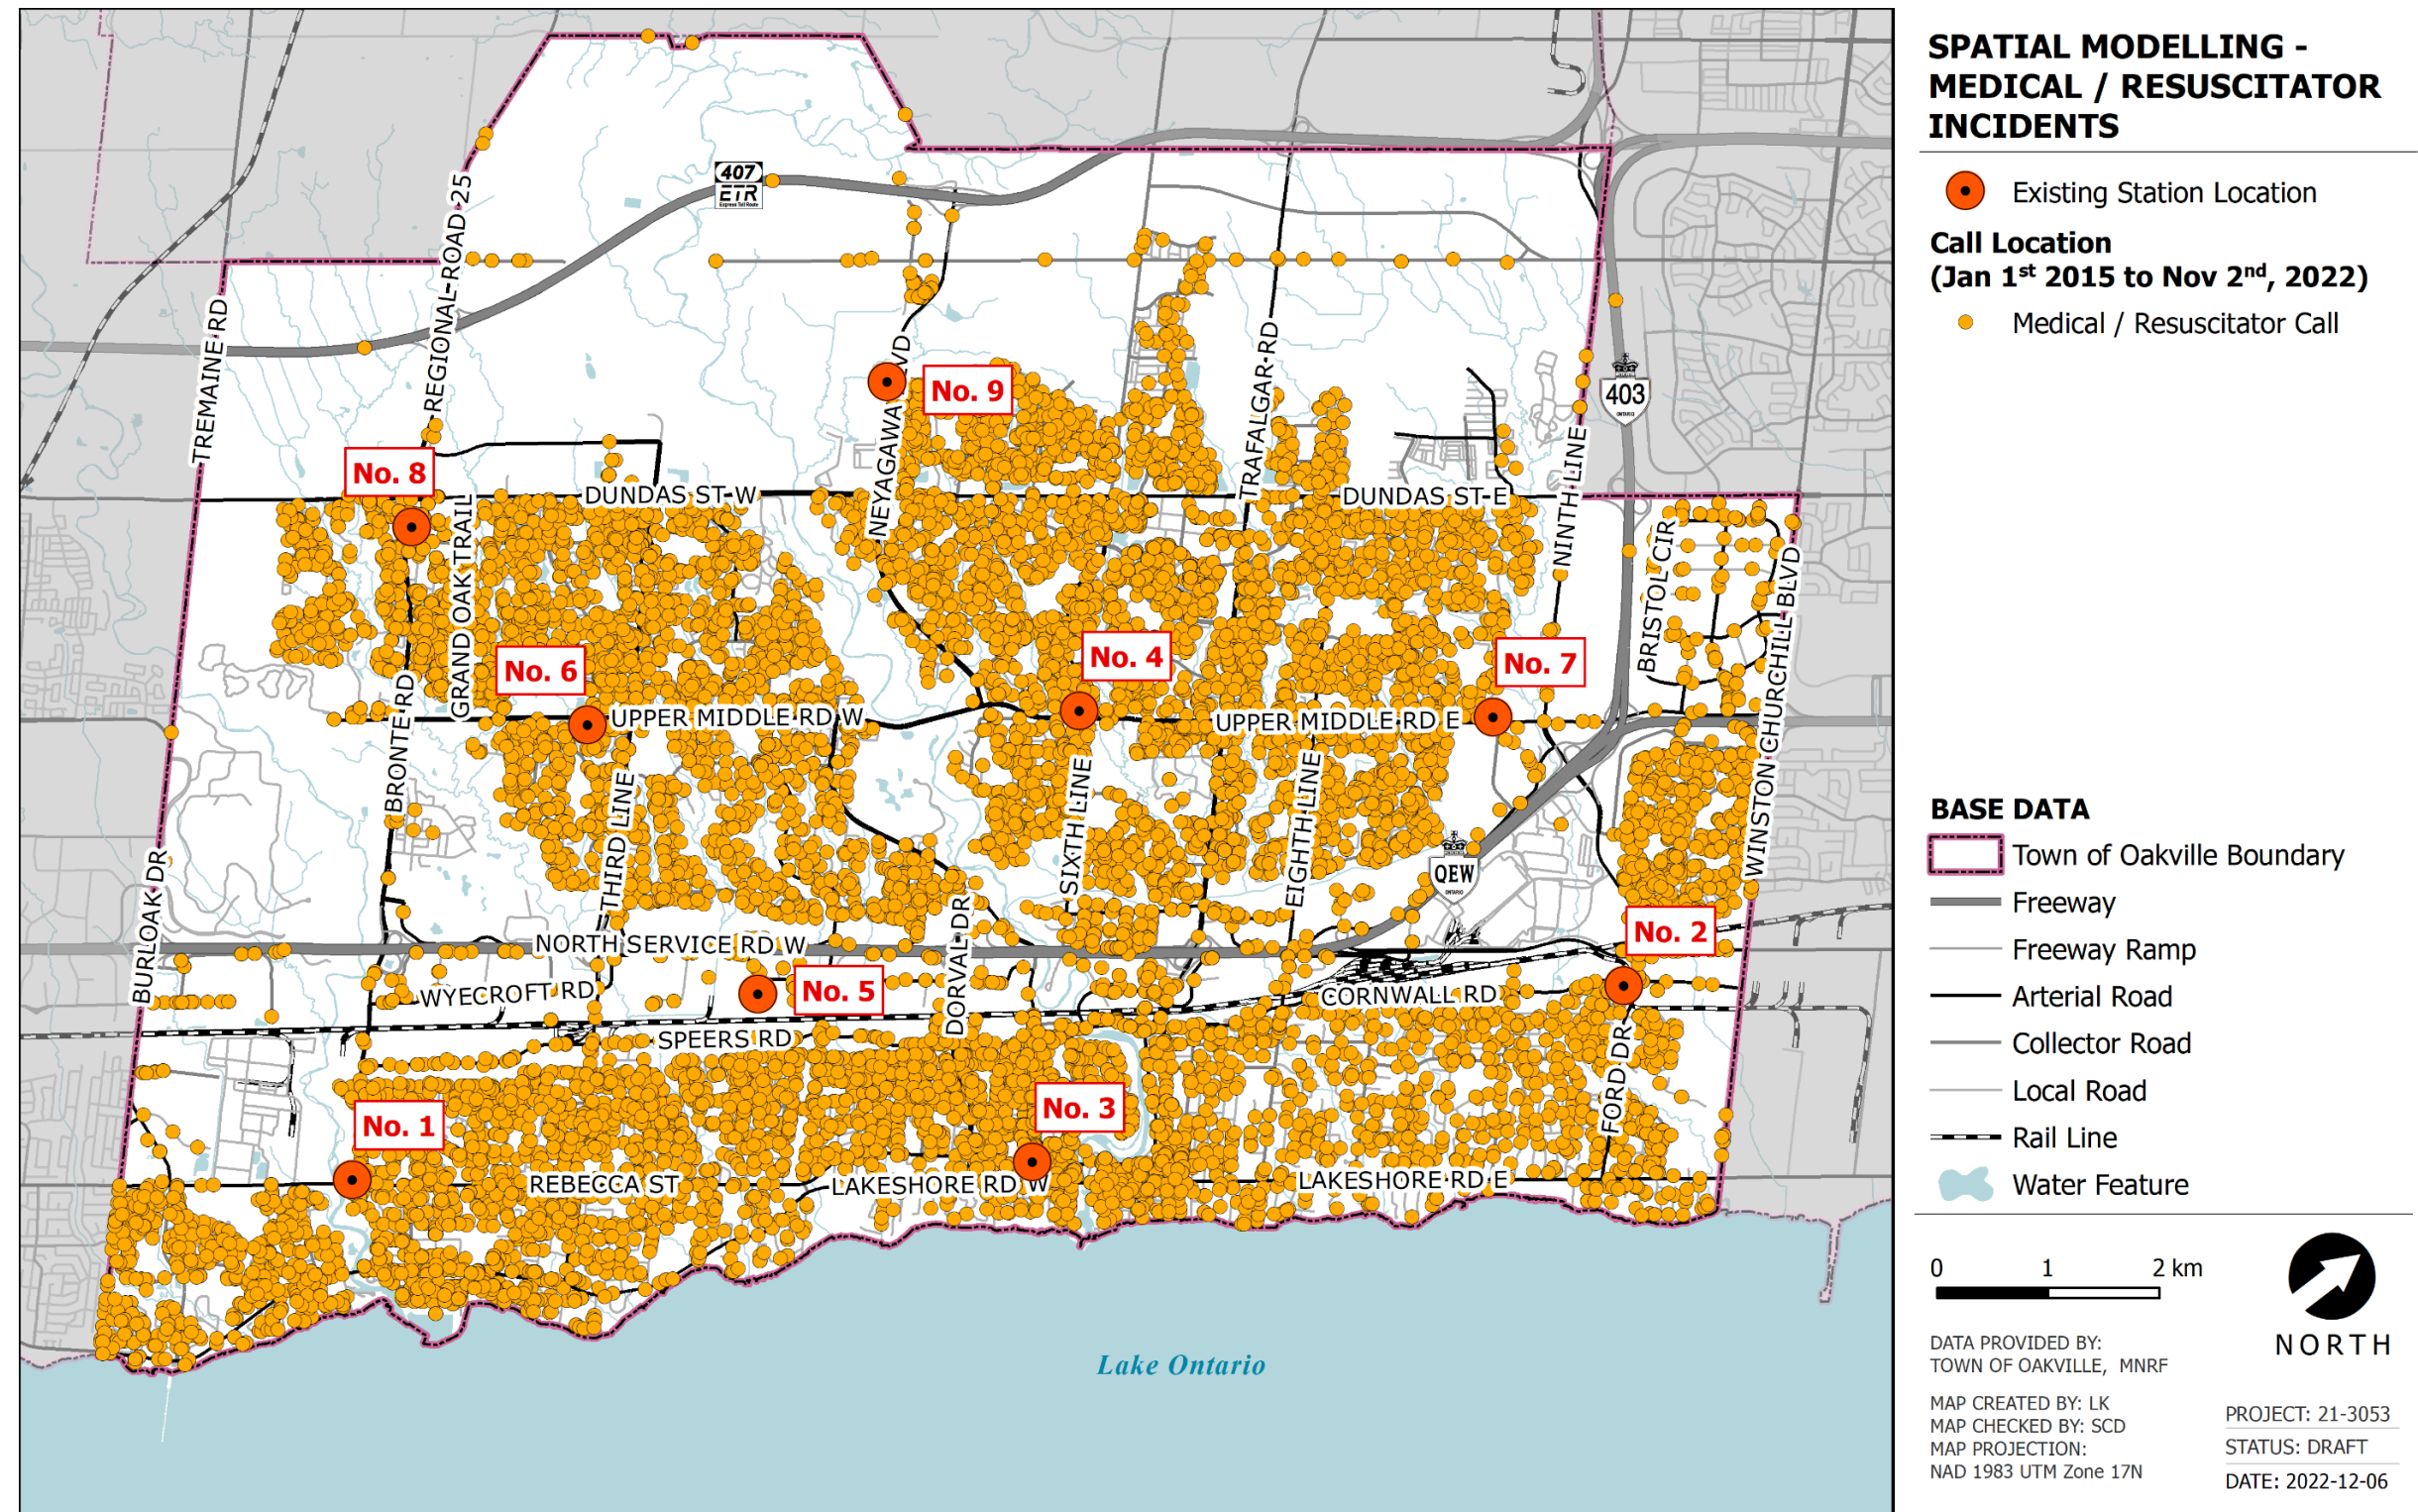 SPATIAL MODELLING -
MEDICAL / RESUSCITATOR
INCIDENTS
Existing Station Location
Call Location
(Jan 1st 2015 to Nov 2nd, 2022)
Medical / Resuscitator Call
BASE DATA
Town of Oakville Boundary
Freeway
Freeway Ramp
Arterial Road
Collector Road
Local Road
Rail Line
Water Feature
0 1 2 km
NORTH
DATA PROVIDED BY:
TOWN OF OAKVILLE, MNRF
MAP CREATED BY: LK
MAP CHECKED BY: SCD
MAP PROJECTION:
NAD 1983 UTM Zone 17N
PROJECT: 21-3053
STATUS: DRAFT
DATE: 2022-12-06
407
ETR
Express Toll Route
REGIONAL-ROAD-25
TREMAINE RD
No. 9
NEYAGAWA BLVD
TRAFALGAR-RD
403
ONTARIO
No. 8
DUNDAS ST W
DUNDAS ST E
NINTH LINE
GRAND OAK TRAIL
BRISTOL CIR
WINSTON CHURCHILL BLVD
No. 6
No. 4
No. 7
BRONTE RD
UPPER MIDDLE RD W
UPPER MIDDLE RD E
THIRD LINE
SIXTH LINE
EIGHTH LINE
QEW
ONTARIO
BURLOAK DR
NORTH SERVICE RD W
DORVAL DR
No. 2
WYECROFT RD
No. 5
CORNWALL RD
SPEERS RD
FORD DR
No. 1
No. 3
REBECCA ST
LAKESHORE RD W
LAKESHORE RD E
Lake Ontario